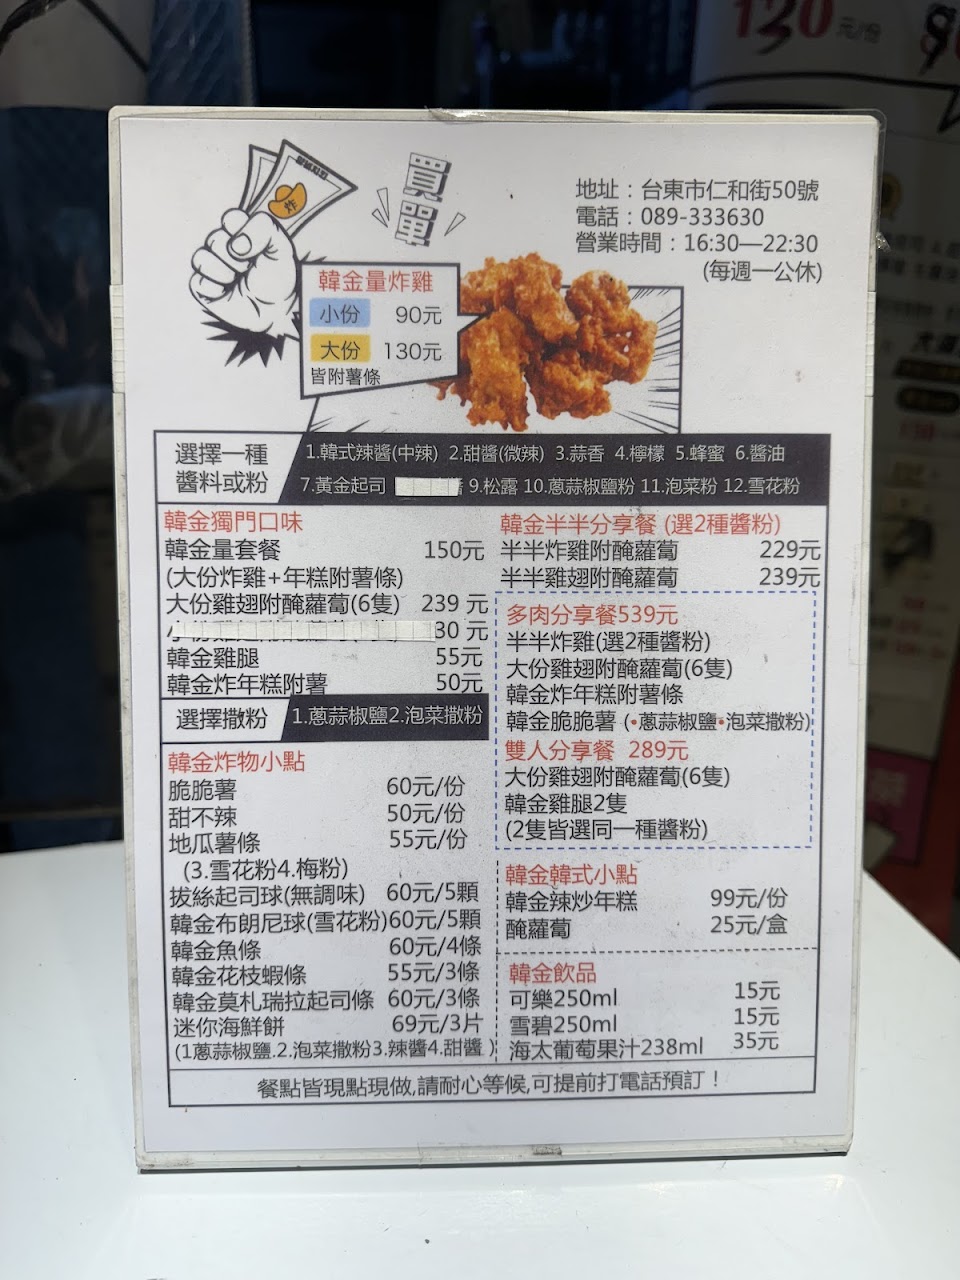 130元/份
買單
炸
地址：台東市仁和街50號
電話：089-333630
營業時間：16:30—22:30
(每週一公休)
韓金量炸雞
小份 90元
大份 130元
皆附薯條
選擇一種
醬料或粉
1.韓式辣醬(中辣) 2.甜醬(微辣) 3.蒜香 4.檸檬 5.蜂蜜 6.醬油
7.黃金起司 9.松露 10.蔥蒜椒鹽粉 11.泡菜粉 12.雪花粉
韓金獨門口味
韓金量套餐 150元
(大份炸雞+年糕附薯條)
大份雞翅附醃蘿蔔(6隻) 239 元
30 元
韓金雞腿 55元
韓金炸年糕附薯 50元
選擇撒粉
1.蔥蒜椒鹽2.泡菜撒粉
韓金炸物小點
脆脆薯 60元/份
甜不辣 50元/份
地瓜薯條 55元/份
(3.雪花粉4.梅粉)
拔絲起司球(無調味) 60元/5顆
韓金布朗尼球(雪花粉)60元/5顆
韓金魚條 60元/4條
韓金花枝蝦條 55元/3條
韓金莫札瑞拉起司條 60元/3條
迷你海鮮餅 69元/3片
(1蔥蒜椒鹽.2.泡菜撒粉3.辣醬4.甜醬 )
韓金半半分享餐 (選2種醬粉)
半半炸雞附醃蘿蔔 229元
半半雞翅附醃蘿蔔 239元
多肉分享餐539元
半半炸雞(選2種醬粉)
大份雞翅附醃蘿蔔(6隻)
韓金炸年糕附薯條
韓金脆脆薯 (•蔥蒜椒鹽•泡菜撒粉)
雙人分享餐 289元
大份雞翅附醃蘿蔔(6隻)
韓金雞腿2隻
(2隻皆選同一種醬粉)
韓金韓式小點
韓金辣炒年糕 99元/份
醃蘿蔔 25元/盒
韓金飲品
可樂250ml 15元
雪碧250ml 15元
海太葡萄果汁238ml 35元
餐點皆現點現做,請耐心等候,可提前打電話預訂！